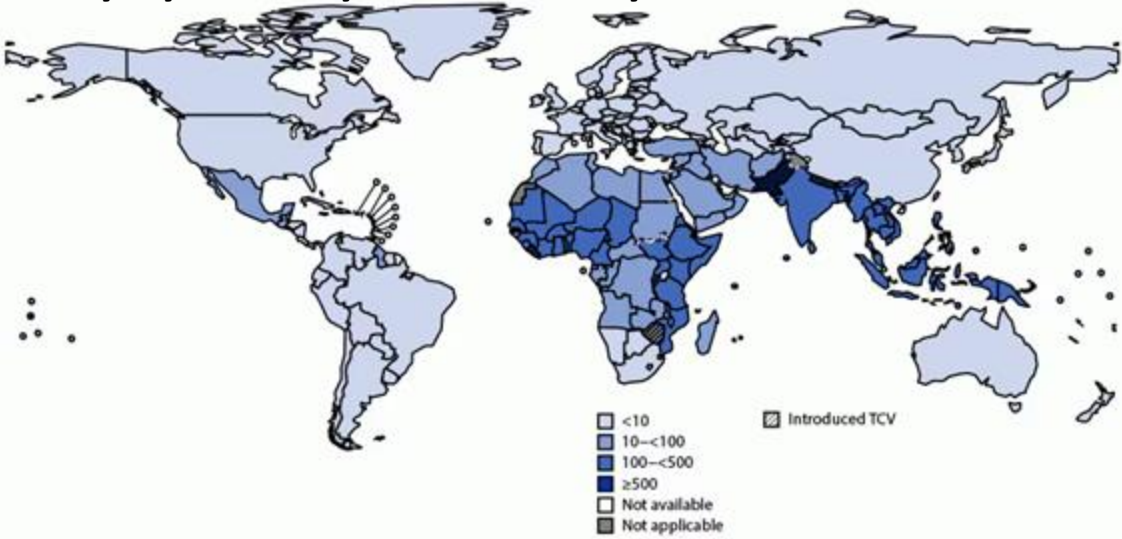 <10
10–<100
100–<500
≥500
Not available
Not applicable
Introduced TCV